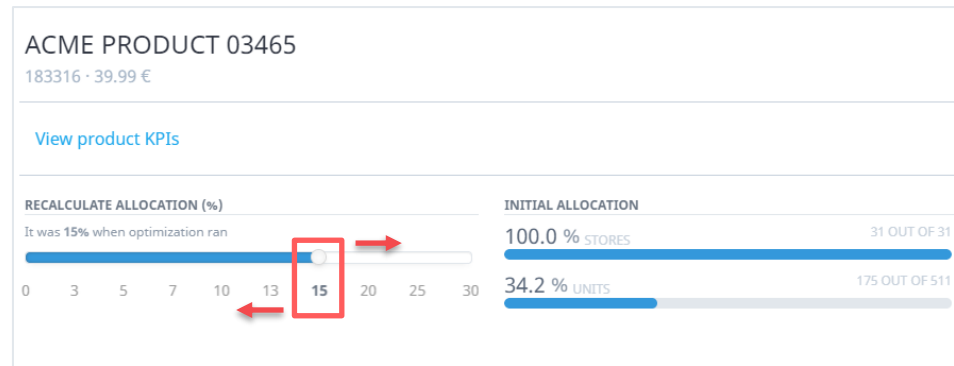 ACME PRODUCT 03465
183316 · 39.99 €
View product KPIs
RECALCULATE ALLOCATION (%)
It was 15% when optimization ran
0 3 5 7 10 13 15 20 25 30
INITIAL ALLOCATION
100.0 % STORES 31 OUT OF 31
34.2 % UNITS 175 OUT OF 511